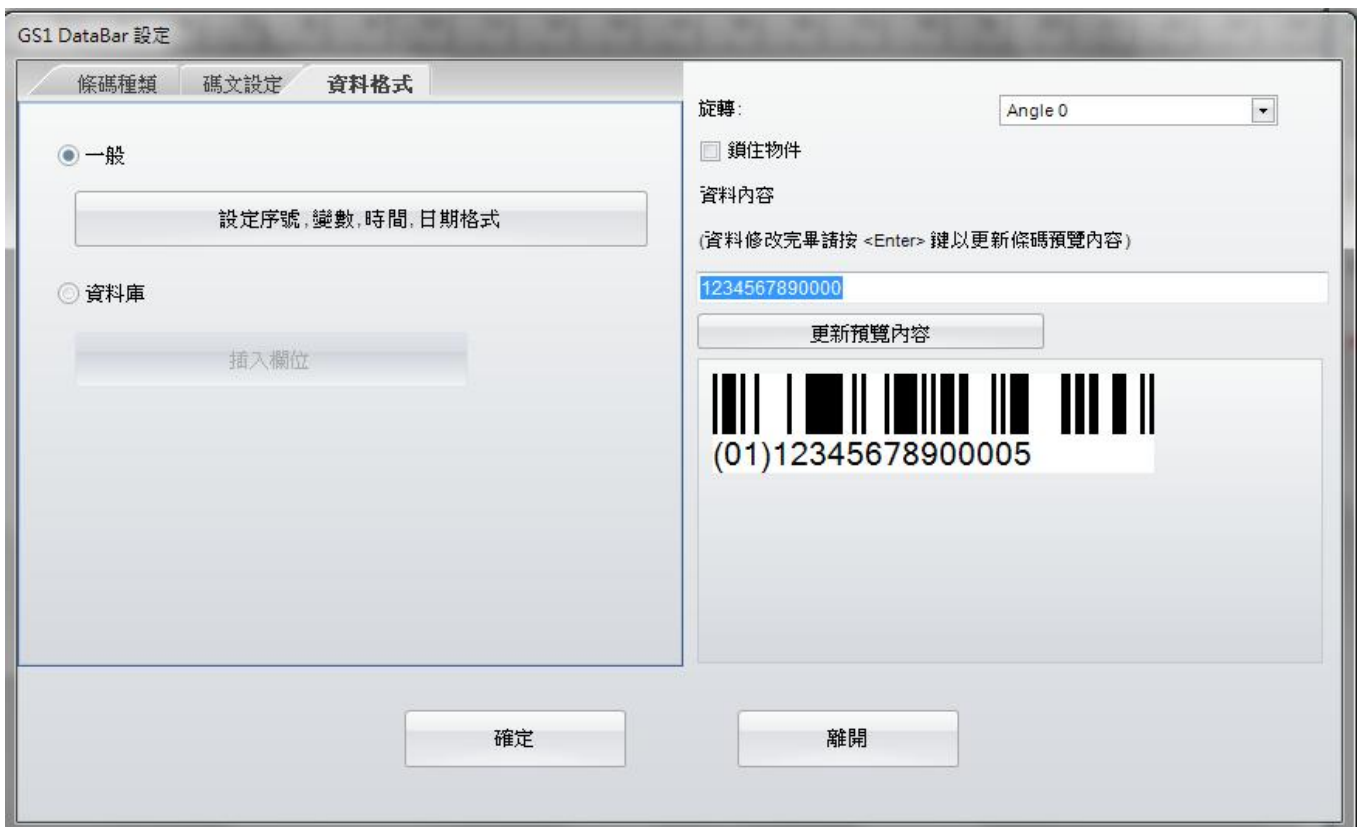 GS1 DataBar 設定
條碼種類 碼文設定 資料格式
一般
設定序號,變數,時間,日期格式
資料庫
插入欄位
旋轉:
Angle 0
鎖住物件
資料內容
(資料修改完畢請按 <Enter> 鍵以更新條碼預覽內容)
1234567890000
更新預覽內容
(01)12345678900005
確定
離開